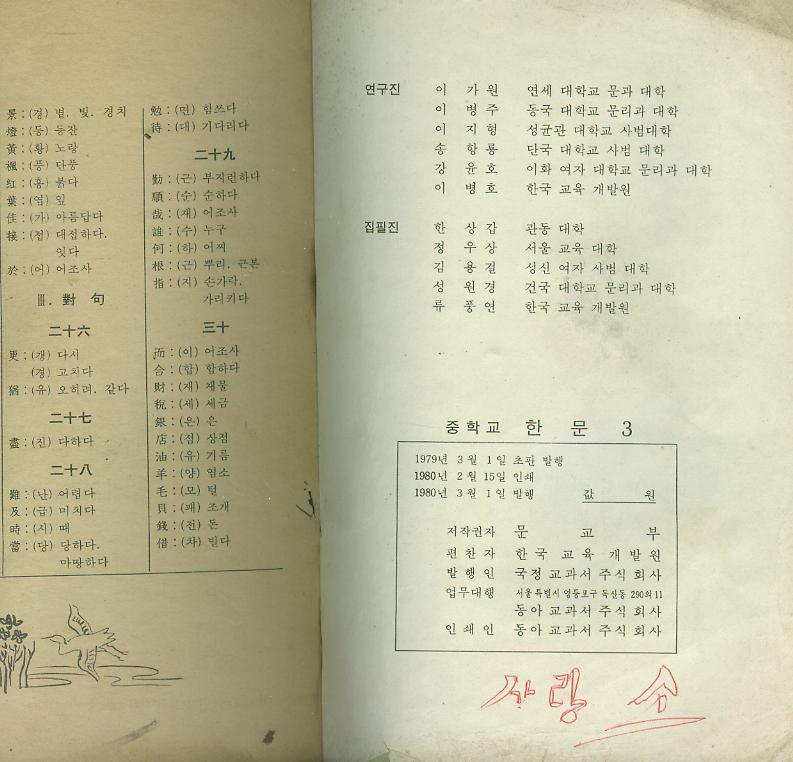 景：(경) 볕. 빛. 경치
燈：(등) 등잔
黃：(황) 노랑
楓：(풍) 단풍
紅：(홍) 붉다
葉：(엽) 잎
佳：(가) 아름답다
接：(접) 대접하다.
잇다
於：(어) 어조사
Ⅲ. 對句
二十六
更：(갱) 다시
(경) 고치다
猶：(유) 오히려. 같다
二十七
盡：(진) 다하다
二十八
難：(난) 어렵다
及：(급) 미치다
時：(시) 때
當：(당) 당하다.
마땅하다
勉：(면) 힘쓰다
待：(대) 기다리다
二十九
勤：(근) 부지런하다
順：(순) 순하다
哉：(재) 어조사
誰：(수) 누구
何：(하) 어찌
根：(근) 뿌리. 근본
指：(지) 손가락.
가리키다
三十
而：(이) 어조사
合：(합) 합하다
財：(재) 재물
稅：(세) 세금
銀：(은) 은
店：(점) 상점
油：(유) 기름
羊：(양) 염소
毛：(모) 털
貝：(패) 조개
錢：(전) 돈
借：(차) 빌다
연구진 이 가 원 연세 대학교 문과 대학
이 병 주 동국 대학교 문리과 대학
이 지 형 성균관 대학교 사범대학
송 항 룡 단국 대학교 사범 대학
강 윤 호 이화 여자 대학교 문리과 대학
이 병 호 한국 교육 개발원
집필진 한 상 갑 관동 대학
정 우 상 서울 교육 대학
김 용 걸 성신 여자 사범 대학
성 원 경 건국 대학교 문리과 대학
류 풍 연 한국 교육 개발원
중학교 한 문 3
1979년 3월 1일 초판 발행
1980년 2월 15일 인쇄
1980년 3월 1일 발행 값 원
저작권자 문 교 부
편 찬 자 한 국 교 육 개 발 원
발 행 인 국정 교과서 주식 회사
업무대행 서울 특별시 영등포구 독산동 290의 11
동아 교과서 주식 회사
인 쇄 인 동아 교과서 주식 회사
사랑 소